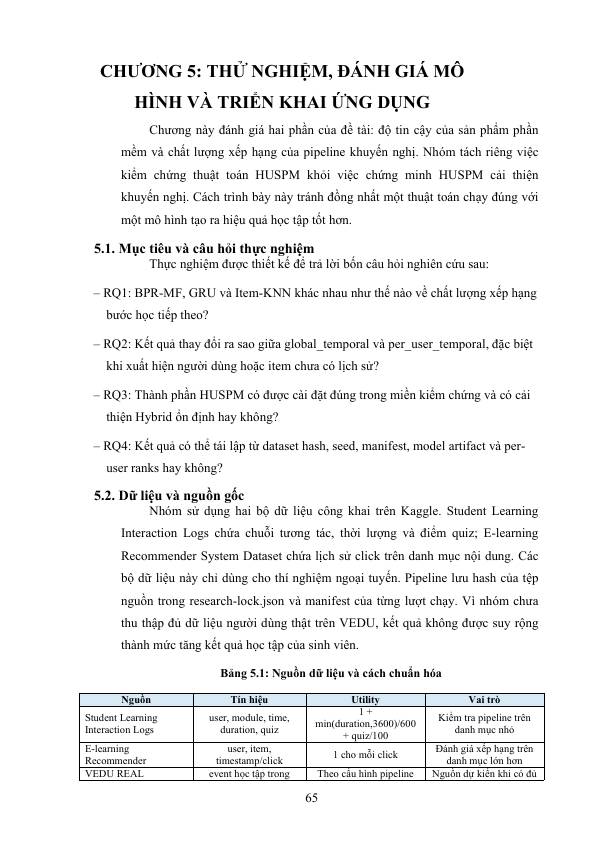 CHƯƠNG 5: THỬ NGHIỆM, ĐÁNH GIÁ MÔ
HÌNH VÀ TRIỂN KHAI ỨNG DỤNG
Chương này đánh giá hai phần của đề tài: độ tin cậy của sản phẩm phần
mềm và chất lượng xếp hạng của pipeline khuyến nghị. Nhóm tách riêng việc
kiểm chứng thuật toán HUSPM khỏi việc chứng minh HUSPM cải thiện
khuyến nghị. Cách trình bày này tránh đồng nhất một thuật toán chạy đúng với
một mô hình tạo ra hiệu quả học tập tốt hơn.
5.1. Mục tiêu và câu hỏi thực nghiệm
Thực nghiệm được thiết kế để trả lời bốn câu hỏi nghiên cứu sau:
– RQ1: BPR-MF, GRU và Item-KNN khác nhau như thế nào về chất lượng xếp hạng
bước học tiếp theo?
– RQ2: Kết quả thay đổi ra sao giữa global_temporal và per_user_temporal, đặc biệt
khi xuất hiện người dùng hoặc item chưa có lịch sử?
– RQ3: Thành phần HUSPM có được cài đặt đúng trong miền kiểm chứng và có cải
thiện Hybrid ổn định hay không?
– RQ4: Kết quả có thể tái lập từ dataset hash, seed, manifest, model artifact và per-
user ranks hay không?
5.2. Dữ liệu và nguồn gốc
Nhóm sử dụng hai bộ dữ liệu công khai trên Kaggle. Student Learning
Interaction Logs chứa chuỗi tương tác, thời lượng và điểm quiz; E-learning
Recommender System Dataset chứa lịch sử click trên danh mục nội dung. Các
bộ dữ liệu này chỉ dùng cho thí nghiệm ngoại tuyến. Pipeline lưu hash của tệp
nguồn trong research-lock.json và manifest của từng lượt chạy. Vì nhóm chưa
thu thập đủ dữ liệu người dùng thật trên VEDU, kết quả không được suy rộng
thành mức tăng kết quả học tập của sinh viên.
Bảng 5.1: Nguồn dữ liệu và cách chuẩn hóa
Nguồn Tín hiệu Utility Vai trò
Student Learning Interaction Logs user, module, time, duration, quiz 1 + min(duration,3600)/600 + quiz/100 Kiểm tra pipeline trên danh mục nhỏ
E-learning Recommender user, item, timestamp/click 1 cho mỗi click Đánh giá xếp hạng trên danh mục lớn hơn
VEDU REAL event học tập trong Theo cấu hình pipeline Nguồn dự kiến khi có đủ
65